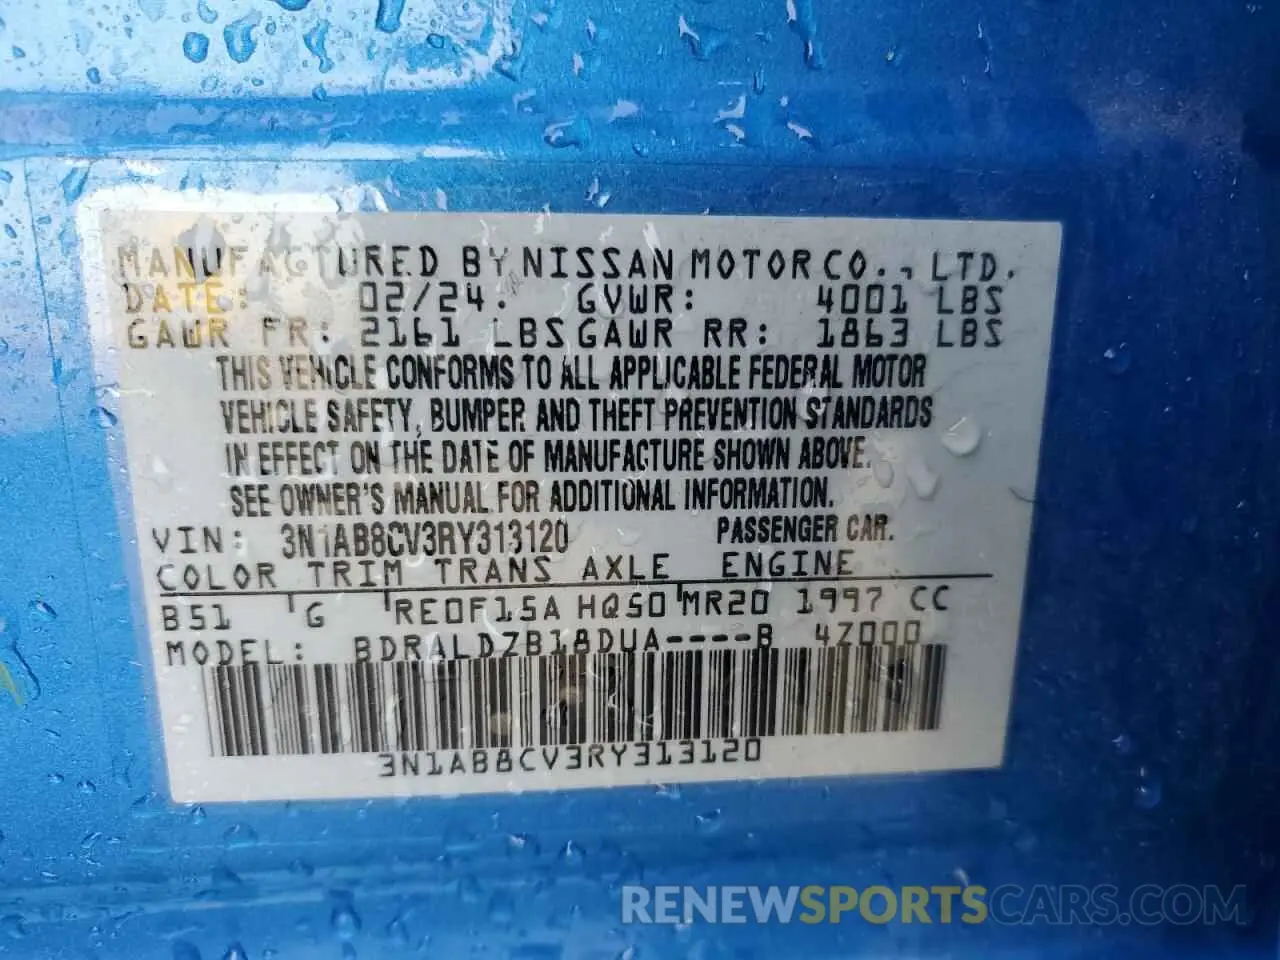 MANUFACTURED BY NISSAN MOTOR CO., LTD.
DATE: 02/24. GVWR: 4001 LBS
GAWR FR: 2161 LBS GAWR RR: 1863 LBS
THIS VEHICLE CONFORMS TO ALL APPLICABLE FEDERAL MOTOR
VEHICLE SAFETY, BUMPER AND THEFT PREVENTION STANDARDS
IN EFFECT ON THE DATE OF MANUFACTURE SHOWN ABOVE.
SEE OWNER'S MANUAL FOR ADDITIONAL INFORMATION.
VIN: 3N1AB8CV3RY313120 PASSENGER CAR.
COLOR TRIM TRANS AXLE ENGINE
B51 G RE0F15A HQ50 MR20 1997 CC
MODEL: BDRALDZB18DUA----B 4Z000
3N1AB8CV3RY313120
RENEWSPORTSCARS.COM